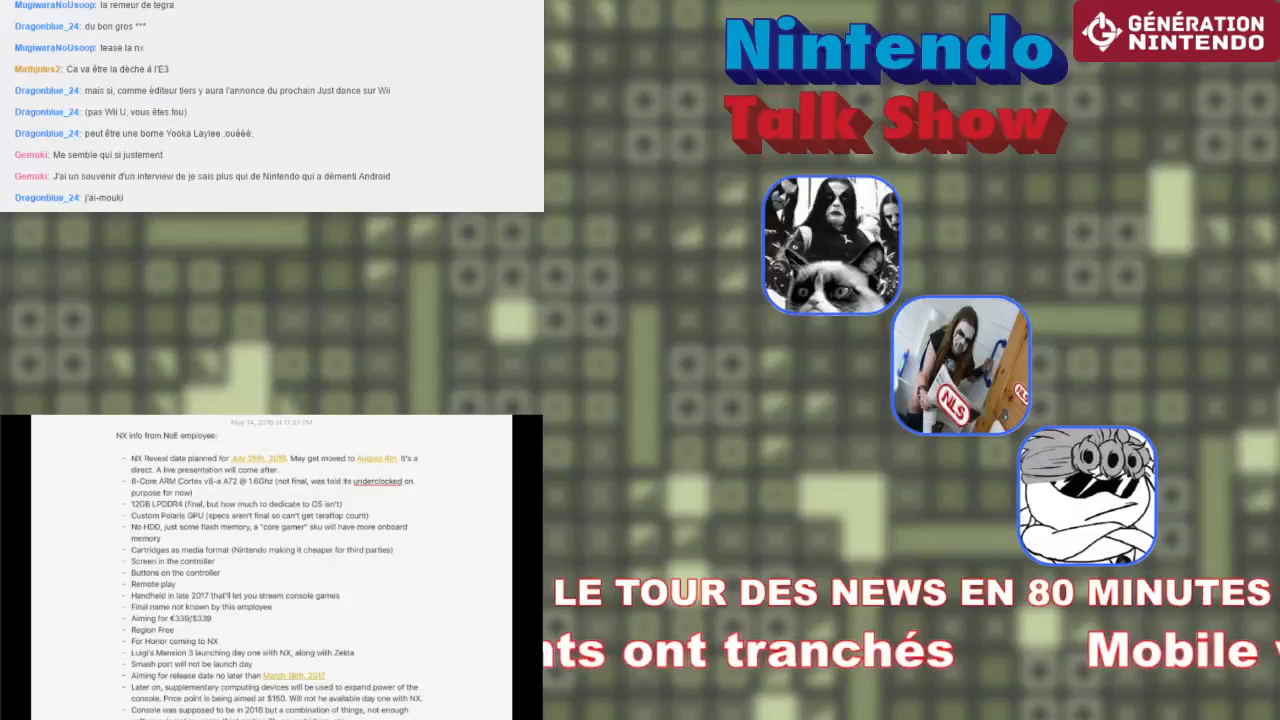 MugiwaraNoUsoop: la remeur de tegra
Dragonblue_24: du bon gros ***
MugiwaraNoUsoop: tease la nx
Mathjules2: Ca va être la dèche á l'E3
Dragonblue_24: mais si, comme éditeur tiers y aura l'annonce du prochain Just dance sur Wii
Dragonblue_24: (pas Wii U, vous êtes fou)
Dragonblue_24: peut être une borne Yooka Laylee :ouééé:
Gemuki: Me semble qui si justement
Gemuki: J'ai un souvenir d'un interview de je sais plus qui de Nintendo qui a démenti Android
Dragonblue_24: j'ai-mouki
Nintendo
Talk Show
GÉNÉRATION
NINTENDO
NLS
NLS
May 14, 2016 at 11:37 PM
NX info from NoE employee:
- NX Reveal date planned for July 25th, 2016. May get moved to August 4th. It's a
direct. A live presentation will come after.
- 8-Core ARM Cortex v8-a A72 @ 1.6Ghz (not final, was told its underclocked on
purpose for now)
- 12GB LPDDR4 (final, but how much to dedicate to OS isn't)
- Custom Polaris GPU (specs aren't final so can't get teraflop count)
- No HDD, just some flash memory, a "core gamer" sku will have more onboard
memory
- Cartridges as media format (Nintendo making it cheaper for third parties)
- Screen in the controller
- Buttons on the controller
- Remote play
- Handheld in late 2017 that'll let you stream console games
- Final name not known by this employee
- Aiming for €339/$339
- Region Free
- For Honor coming to NX
- Luigi's Mansion 3 launching day one with NX, along with Zelda
- Smash port will not be launch day
- Aiming for release date no later than March 18th, 2017
- Later on, supplementary computing devices will be used to expand power of the
console. Price point is being aimed at $150. Will not be available day one with NX.
- Console was supposed to be in 2016 but a combination of things, not enough
LE TOUR DES NEWS EN 80 MINUTES
nts ont tranchés Mobile